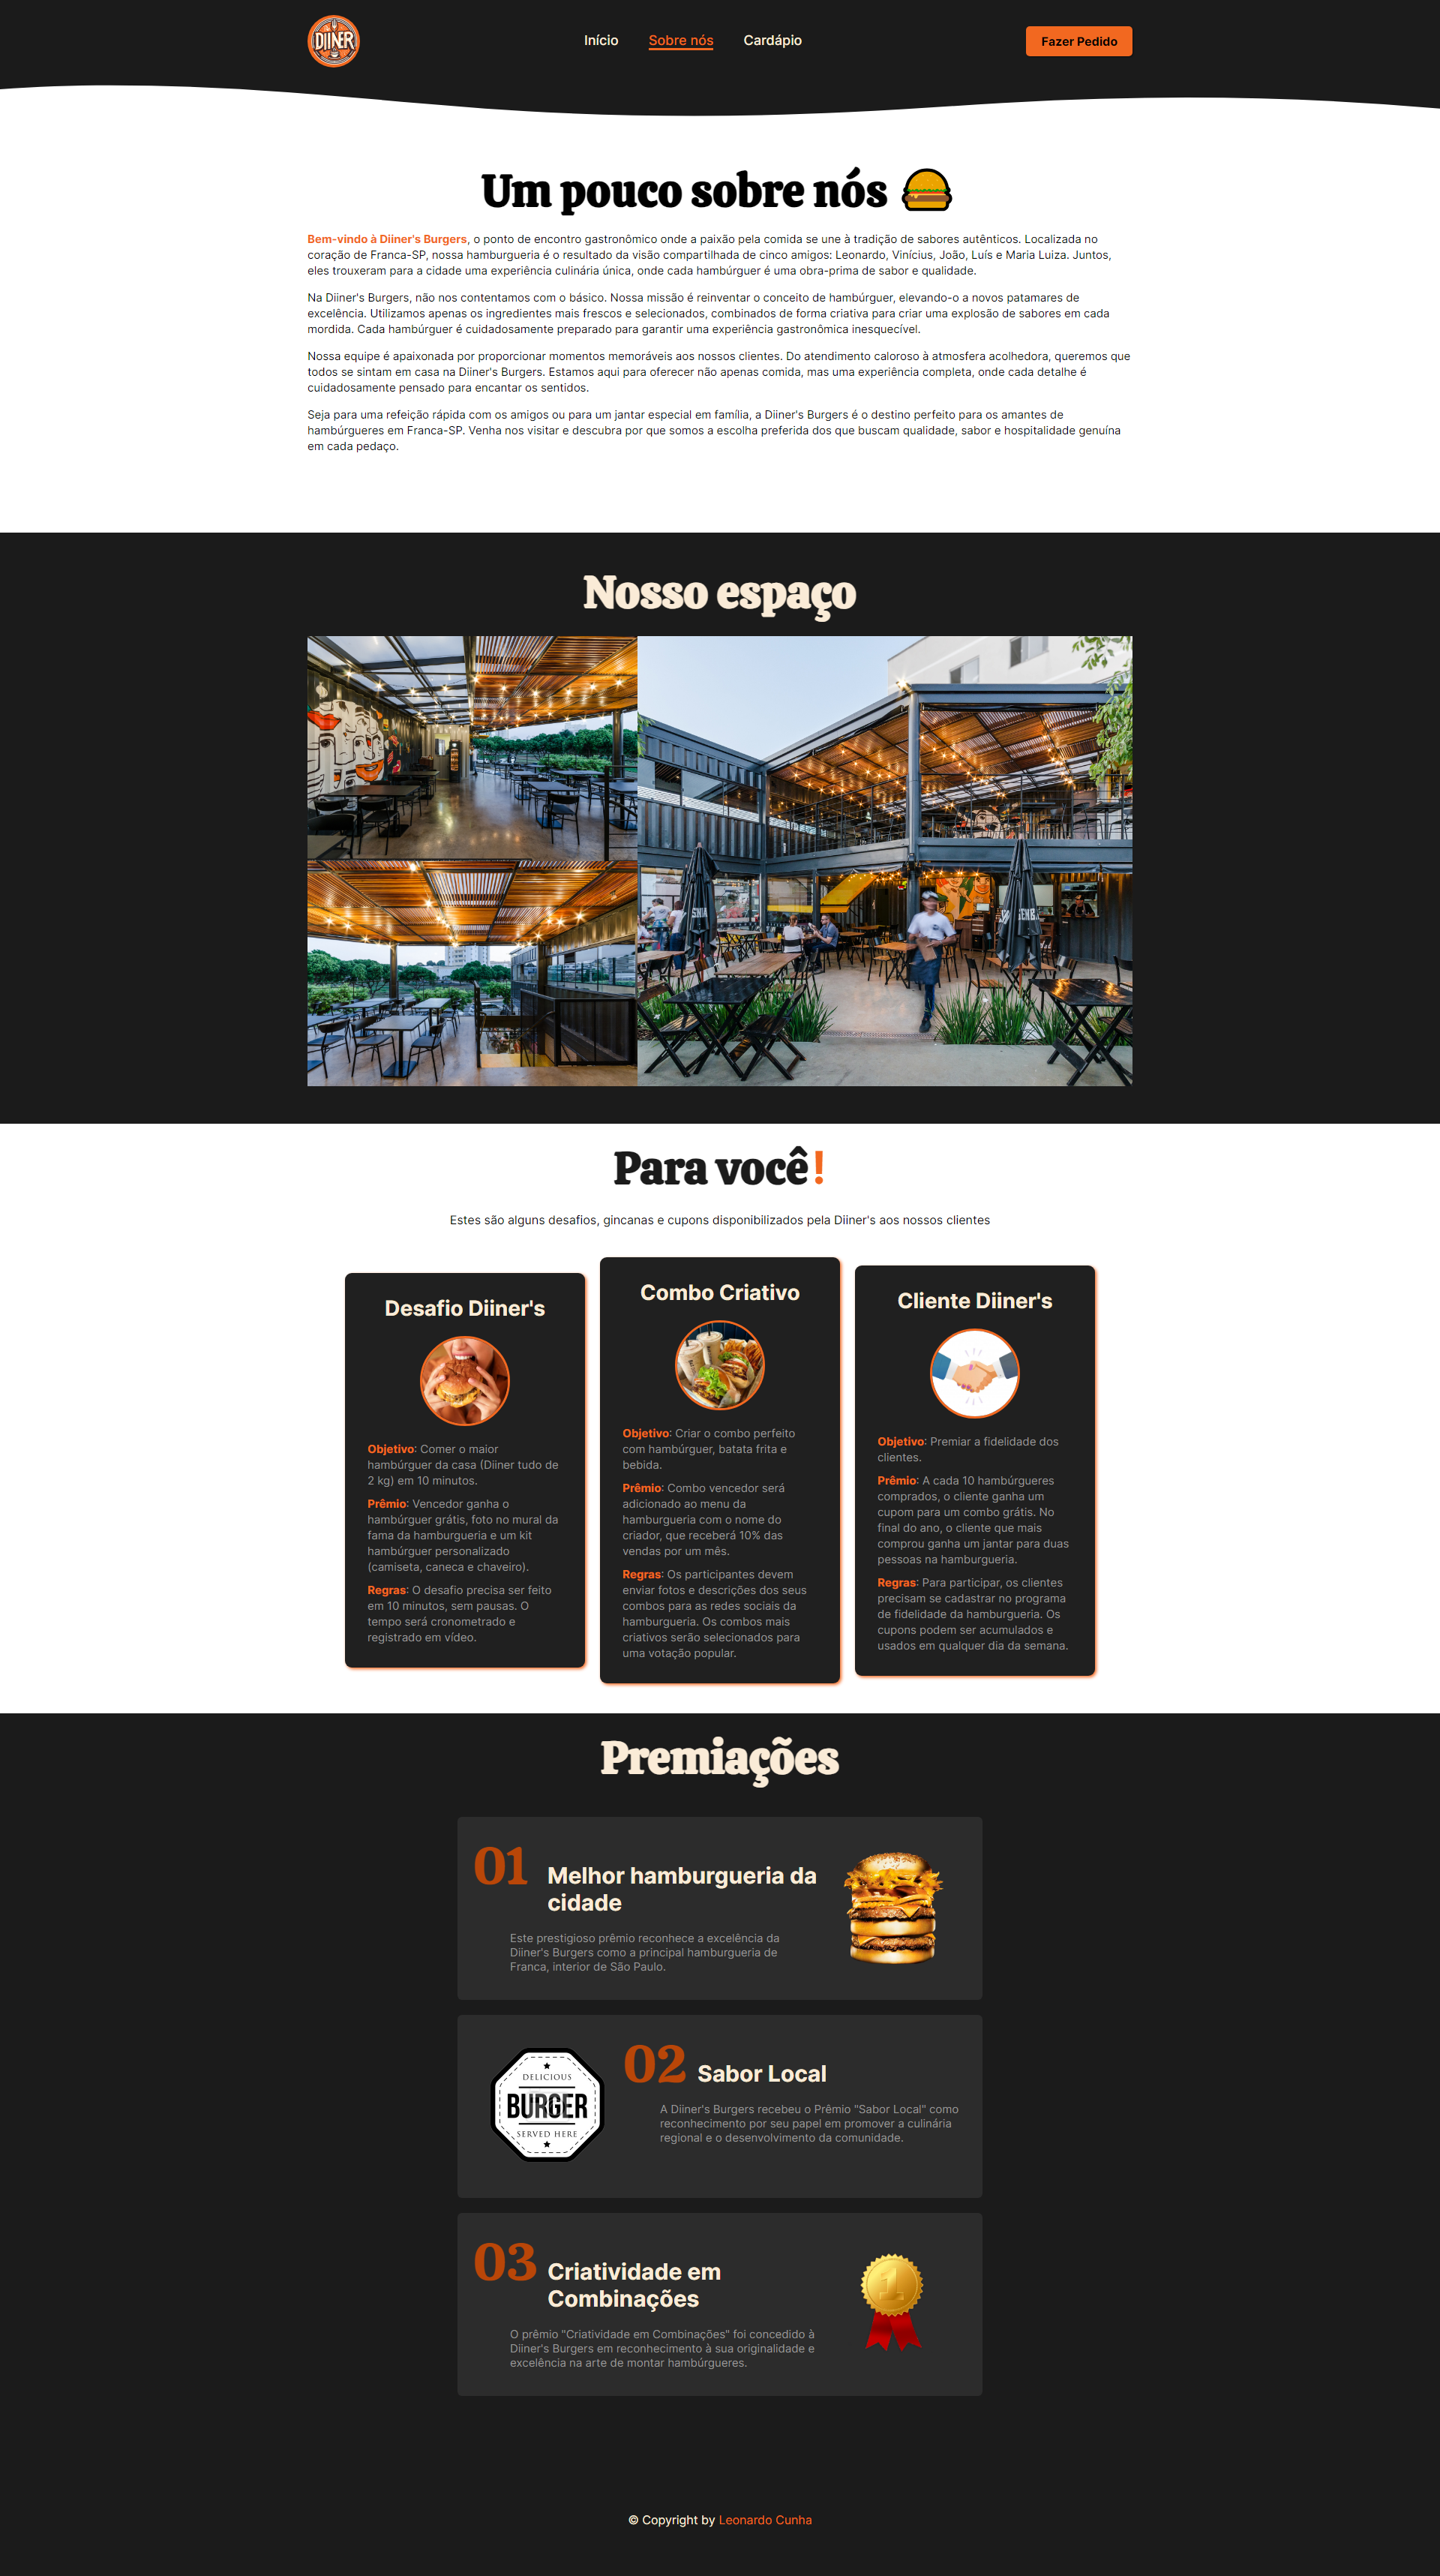 DIINER
Início
Sobre nós
Cardápio
Fazer Pedido
Um pouco sobre nós
Bem-vindo à Diiner's Burgers, o ponto de encontro gastronômico onde a paixão pela comida se une à tradição de sabores autênticos. Localizada no
coração de Franca-SP, nossa hamburgueria é o resultado da visão compartilhada de cinco amigos: Leonardo, Vinícius, João, Luís e Maria Luiza. Juntos,
eles trouxeram para a cidade uma experiência culinária única, onde cada hambúrguer é uma obra-prima de sabor e qualidade.
Na Diiner's Burgers, não nos contentamos com o básico. Nossa missão é reinventar o conceito de hambúrguer, elevando-o a novos patamares de
excelência. Utilizamos apenas os ingredientes mais frescos e selecionados, combinados de forma criativa para criar uma explosão de sabores em cada
mordida. Cada hambúrguer é cuidadosamente preparado para garantir uma experiência gastronômica inesquecível.
Nossa equipe é apaixonada por proporcionar momentos memoráveis aos nossos clientes. Do atendimento caloroso à atmosfera acolhedora, queremos que
todos se sintam em casa na Diiner's Burgers. Estamos aqui para oferecer não apenas comida, mas uma experiência completa, onde cada detalhe é
cuidadosamente pensado para encantar os sentidos.
Seja para uma refeição rápida com os amigos ou para um jantar especial em família, a Diiner's Burgers é o destino perfeito para os amantes de
hambúrgueres em Franca-SP. Venha nos visitar e descubra por que somos a escolha preferida dos que buscam qualidade, sabor e hospitalidade genuína
em cada pedaço.
Nosso espaço
Para você!
Estes são alguns desafios, gincanas e cupons disponibilizados pela Diiner's aos nossos clientes
Desafio Diiner's
Objetivo: Comer o maior
hambúrguer da casa (Diiner tudo de
2 kg) em 10 minutos.
Prêmio: Vencedor ganha o
hambúrguer grátis, foto no mural da
fama da hamburgueria e um kit
hambúrguer personalizado
(camiseta, caneca e chaveiro).
Regras: O desafio precisa ser feito
em 10 minutos, sem pausas. O
tempo será cronometrado e
registrado em vídeo.
Combo Criativo
Objetivo: Criar o combo perfeito
com hambúrguer, batata frita e
bebida.
Prêmio: Combo vencedor será
adicionado ao menu da
hamburgueria com o nome do
criador, que receberá 10% das
vendas por um mês.
Regras: Os participantes devem
enviar fotos e descrições dos seus
combos para as redes sociais da
hamburgueria. Os combos mais
criativos serão selecionados para
uma votação popular.
Cliente Diiner's
Objetivo: Premiar a fidelidade dos
clientes.
Prêmio: A cada 10 hambúrgueres
comprados, o cliente ganha um
cupom para um combo grátis. No
final do ano, o cliente que mais
comprou ganha um jantar para duas
pessoas na hamburgueria.
Regras: Para participar, os clientes
precisam se cadastrar no programa
de fidelidade da hamburgueria. Os
cupons podem ser acumulados e
usados em qualquer dia da semana.
Premiações
01
Melhor hamburgueria da
cidade
Este prestigioso prêmio reconhece a excelência da
Diiner's Burgers como a principal hamburgueria de
Franca, interior de São Paulo.
DELICIOUS
BURGER
SERVED HERE
02
Sabor Local
A Diiner's Burgers recebeu o Prêmio "Sabor Local" como
reconhecimento por seu papel em promover a culinária
regional e o desenvolvimento da comunidade.
03
Criatividade em
Combinações
O prêmio "Criatividade em Combinações" foi concedido à
Diiner's Burgers em reconhecimento à sua originalidade e
excelência na arte de montar hambúrgueres.
1
© Copyright by Leonardo Cunha